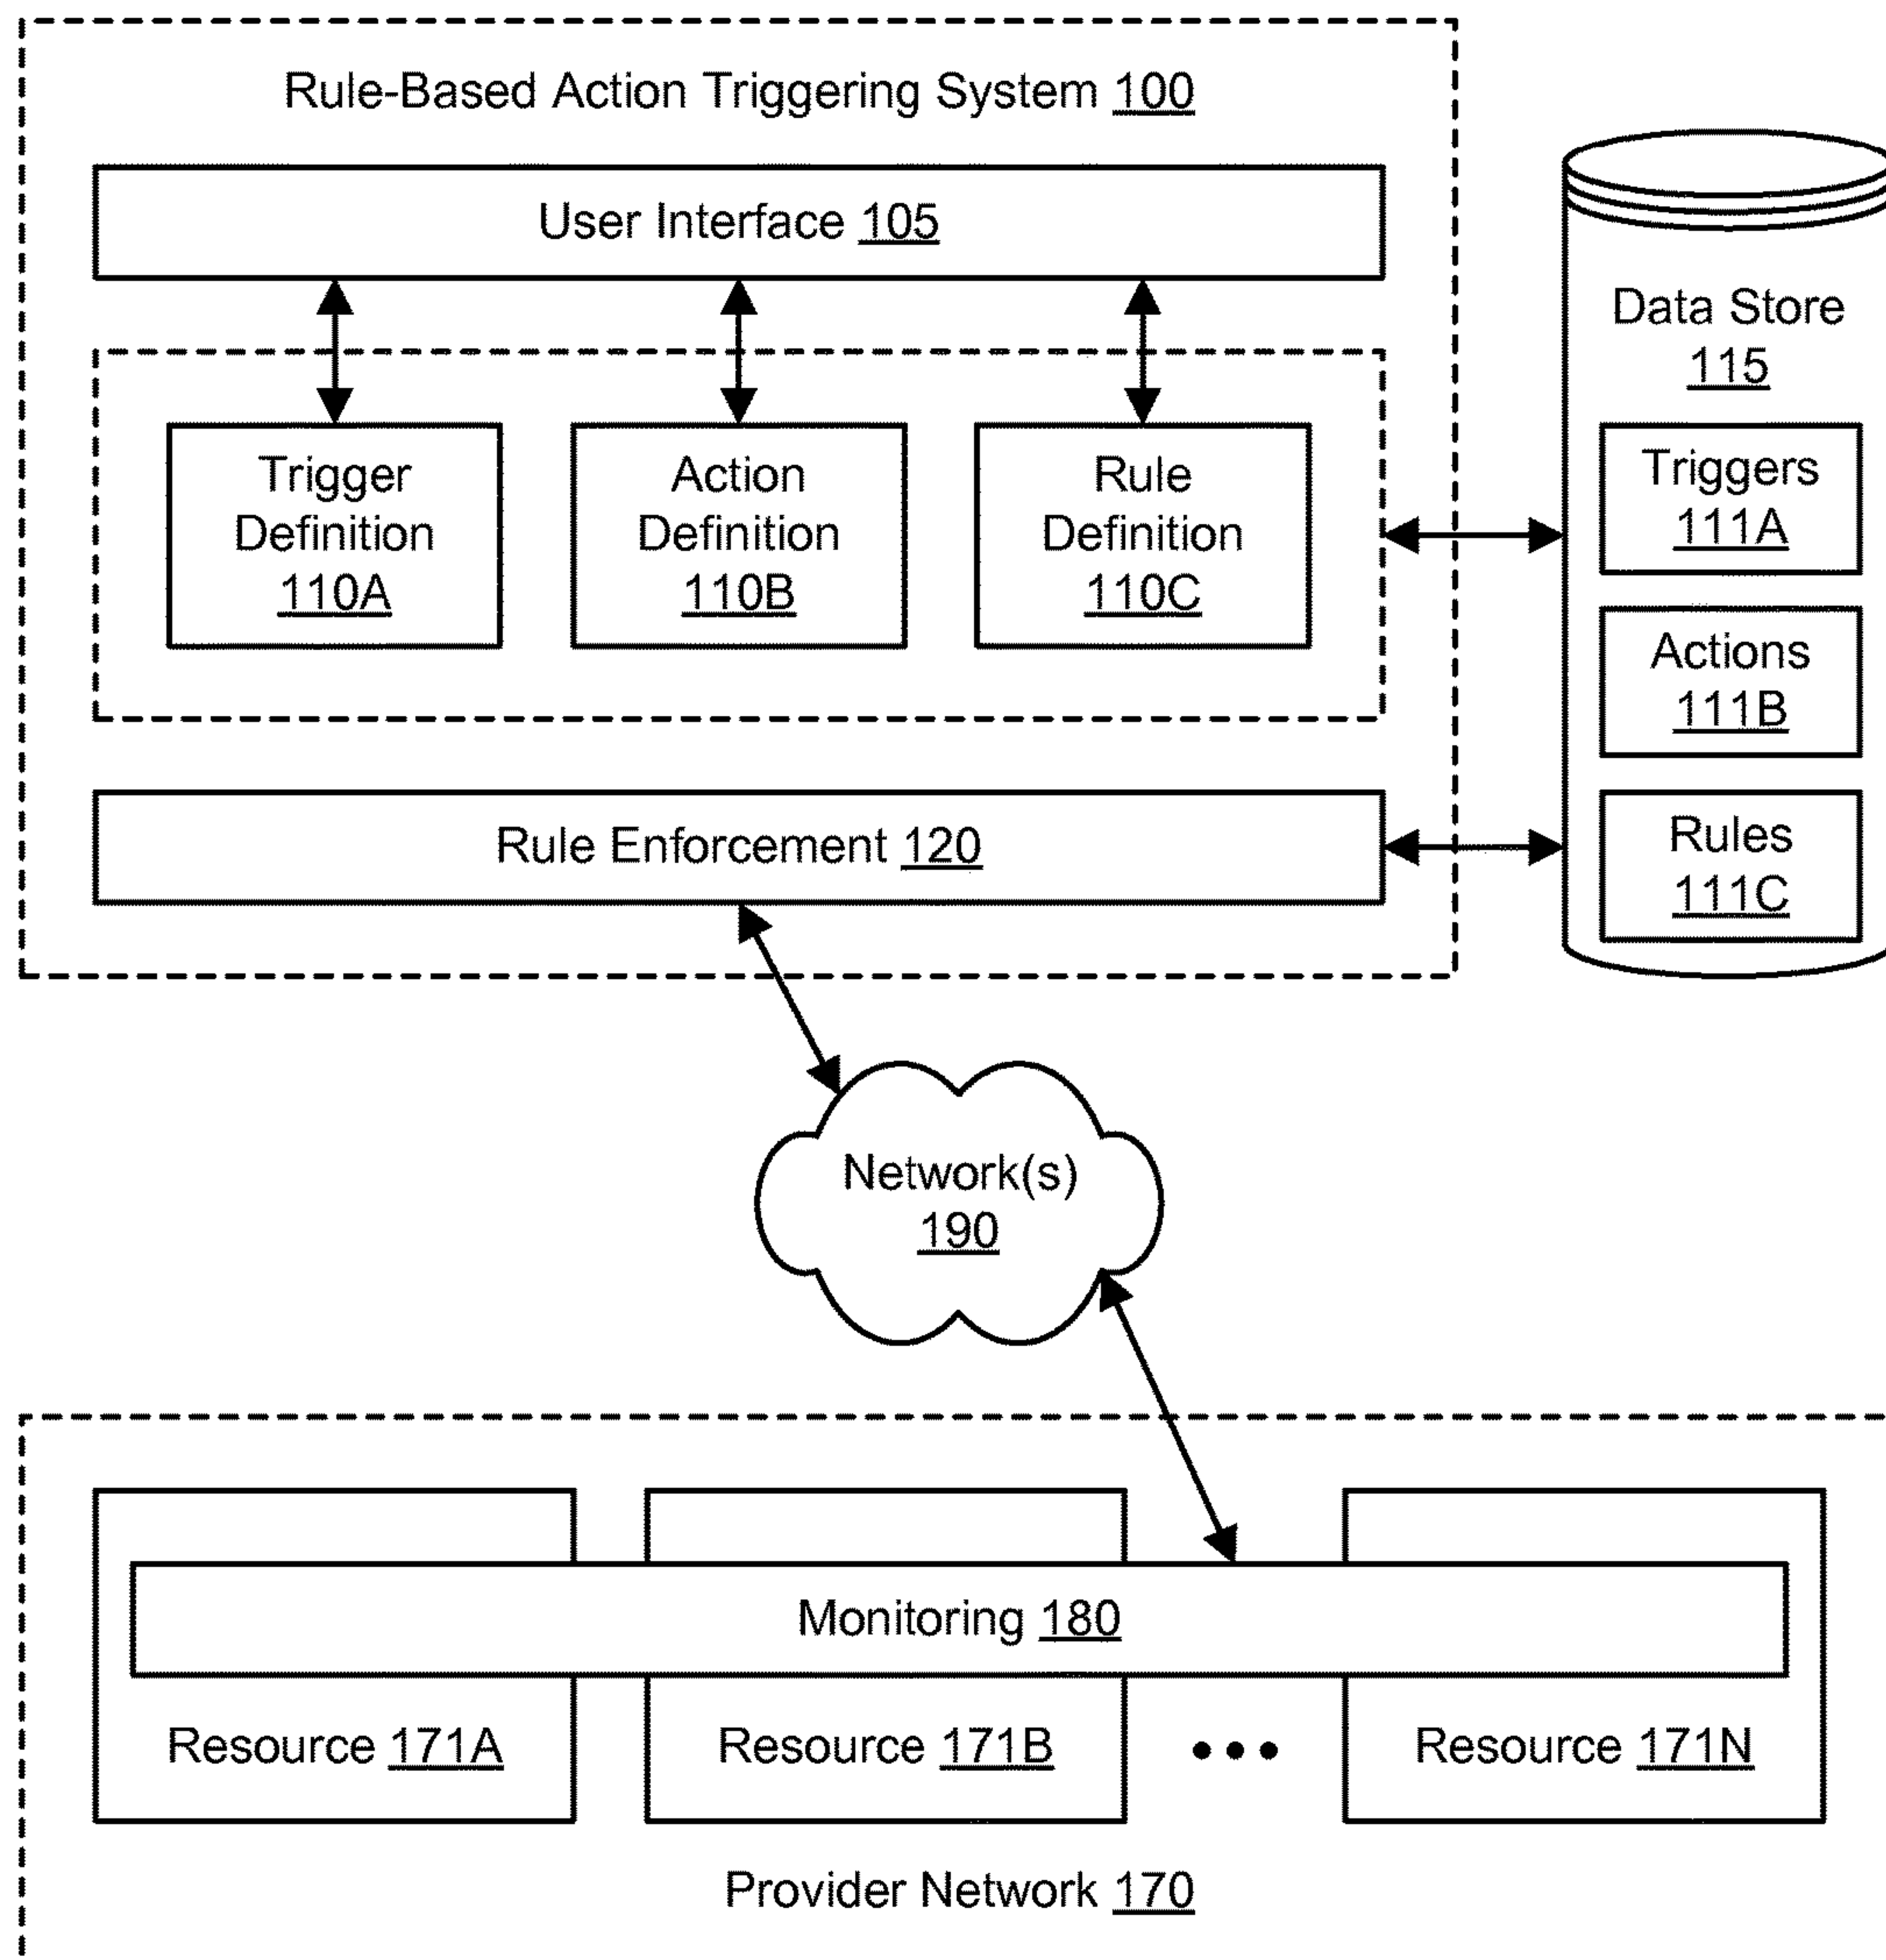 Rule-Based Action Triggering System 100
User Interface 105
Trigger
Definition
110A
Action
Definition
110B
Rule
Definition
110C
Rule Enforcement 120
Data Store
115
Triggers
111A
Actions
111B
Rules
111C
Network(s)
190
Monitoring 180
Resource 171A
Resource 171B
•••
Resource 171N
Provider Network 170